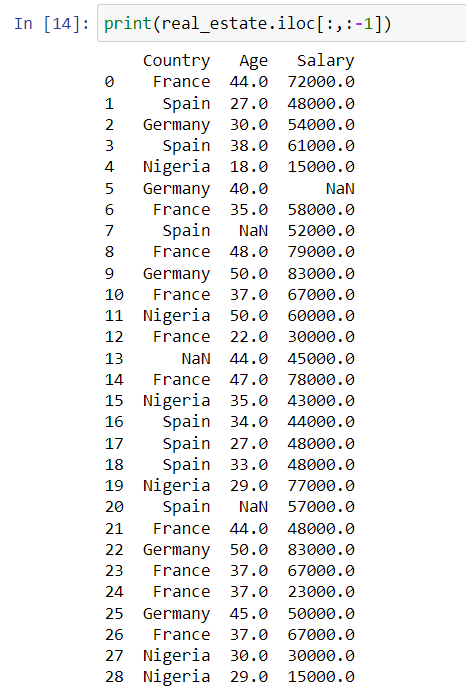 In [14]: print(real_estate.iloc[:,:-1])
Country Age Salary
0 France 44.0 72000.0
1 Spain 27.0 48000.0
2 Germany 30.0 54000.0
3 Spain 38.0 61000.0
4 Nigeria 18.0 15000.0
5 Germany 40.0 NaN
6 France 35.0 58000.0
7 Spain NaN 52000.0
8 France 48.0 79000.0
9 Germany 50.0 83000.0
10 France 37.0 67000.0
11 Nigeria 50.0 60000.0
12 France 22.0 30000.0
13 NaN 44.0 45000.0
14 France 47.0 78000.0
15 Nigeria 35.0 43000.0
16 Spain 34.0 44000.0
17 Spain 27.0 48000.0
18 Spain 33.0 48000.0
19 Nigeria 29.0 77000.0
20 Spain NaN 57000.0
21 France 44.0 48000.0
22 Germany 50.0 83000.0
23 France 37.0 67000.0
24 France 37.0 23000.0
25 Germany 45.0 50000.0
26 France 37.0 67000.0
27 Nigeria 30.0 30000.0
28 Nigeria 29.0 15000.0